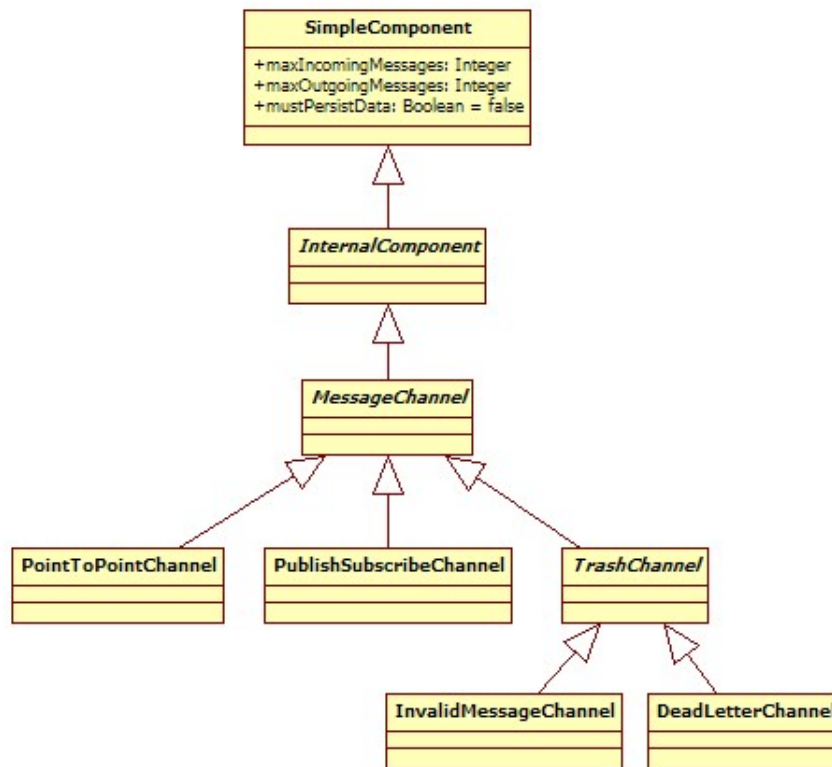 SimpleComponent
+maxIncomingMessages: Integer
+maxOutgoingMessages: Integer
+mustPersistData: Boolean = false
InternalComponent
MessageChannel
PointToPointChannel
PublishSubscribeChannel
TrashChannel
InvalidMessageChannel
DeadLetterChannel